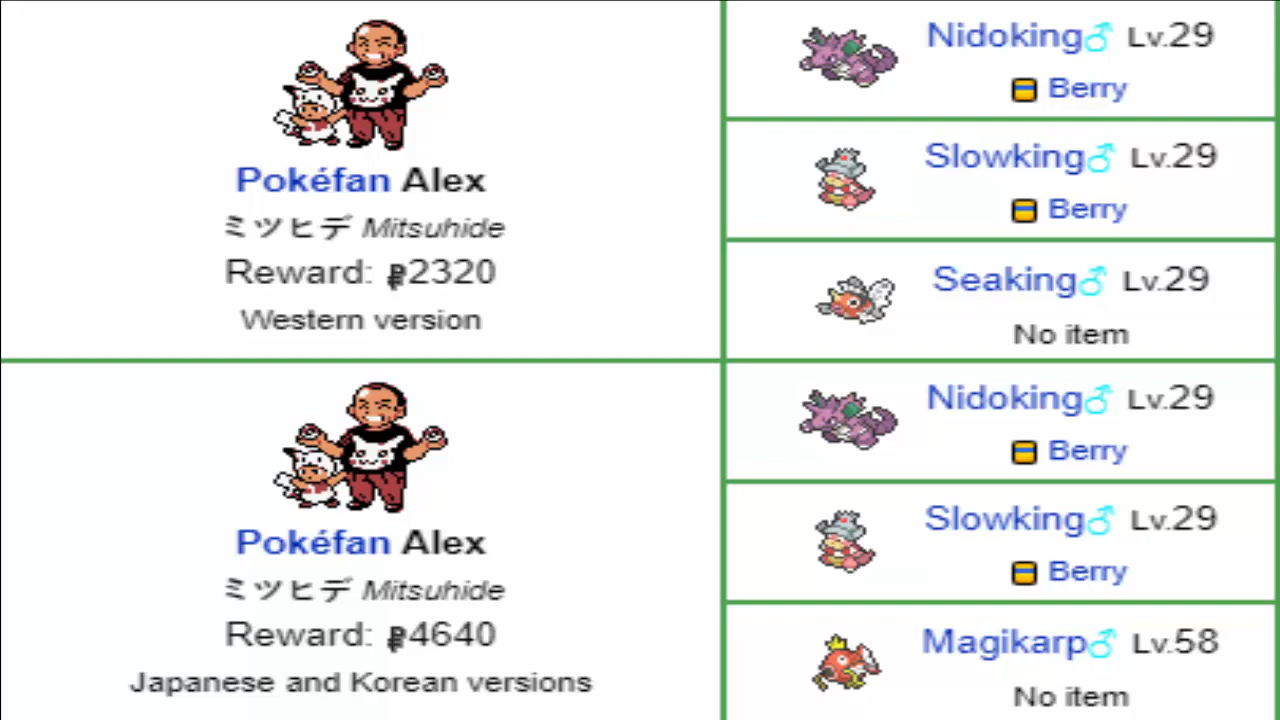 Pokéfan Alex
ミツヒデ Mitsuhide
Reward: ₽2320
Western version
Nidoking♂ Lv.29
Berry
Slowking♂ Lv.29
Berry
Seaking♂ Lv.29
No item
Pokéfan Alex
ミツヒデ Mitsuhide
Reward: ₽4640
Japanese and Korean versions
Nidoking♂ Lv.29
Berry
Slowking♂ Lv.29
Berry
Magikarp♂ Lv.58
No item